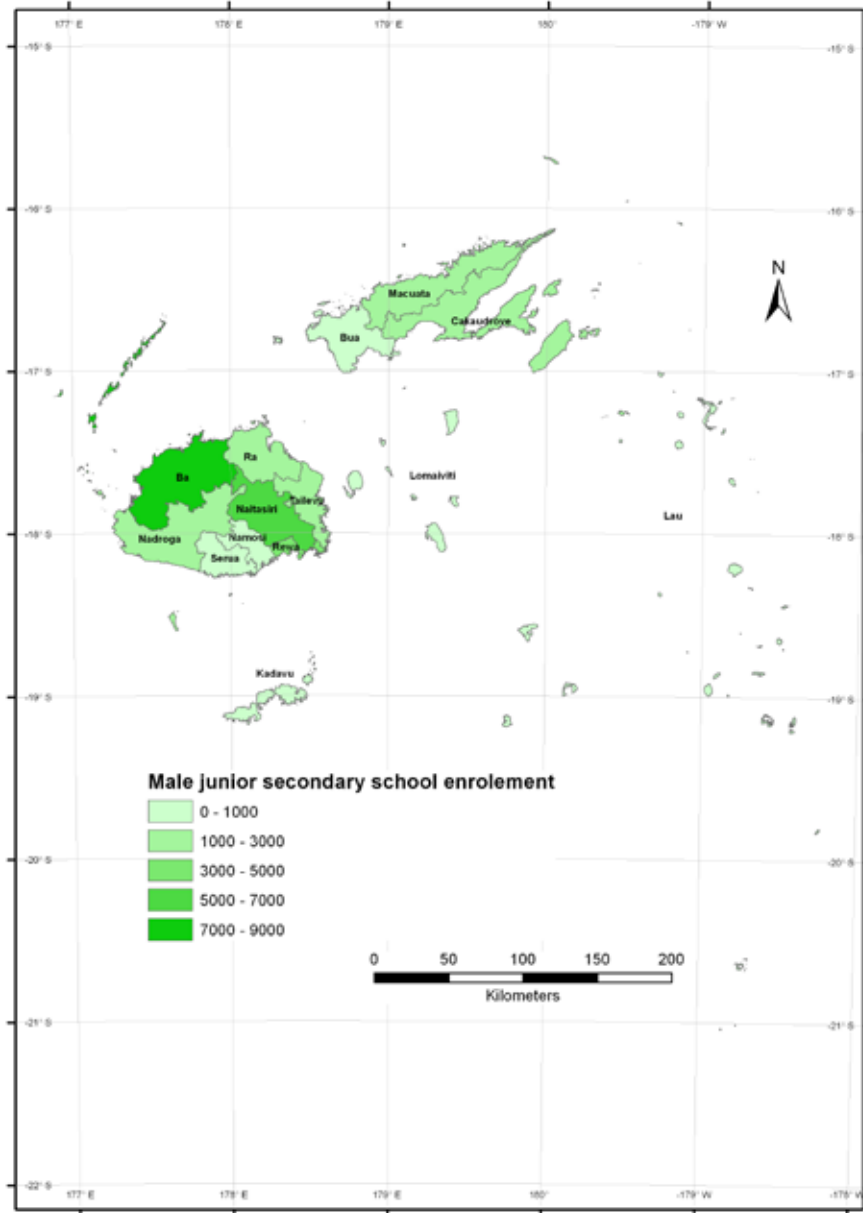 177° E 178° E 179° E 180° -179° W
-15° S -15° S
-16° S -16° S
N
Macuata
Cakaudrove
Bua
-17° S -17° S
Ra
Ba
Lomaiviti
Tailevu
Naitasiri
Lau
-18° S -18° S
Nadroga
Namosi
Rewa
Serua
Kadavu
-19° S -19° S
Male junior secondary school enrolement
0 - 1000
1000 - 3000
3000 - 5000
5000 - 7000
7000 - 9000
-20° S -20° S
0 50 100 150 200
Kilometers
-21° S -21° S
-22° S
177° E 178° E 179° E 180° -179° W -178° W